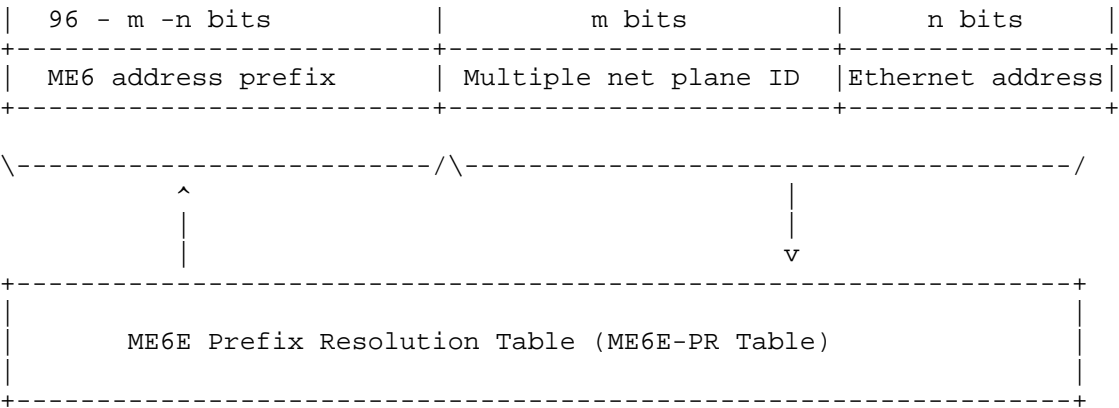 96 - m -n bits m bits n bits
ME6 address prefix Multiple net plane ID Ethernet address
ME6E Prefix Resolution Table (ME6E-PR Table)